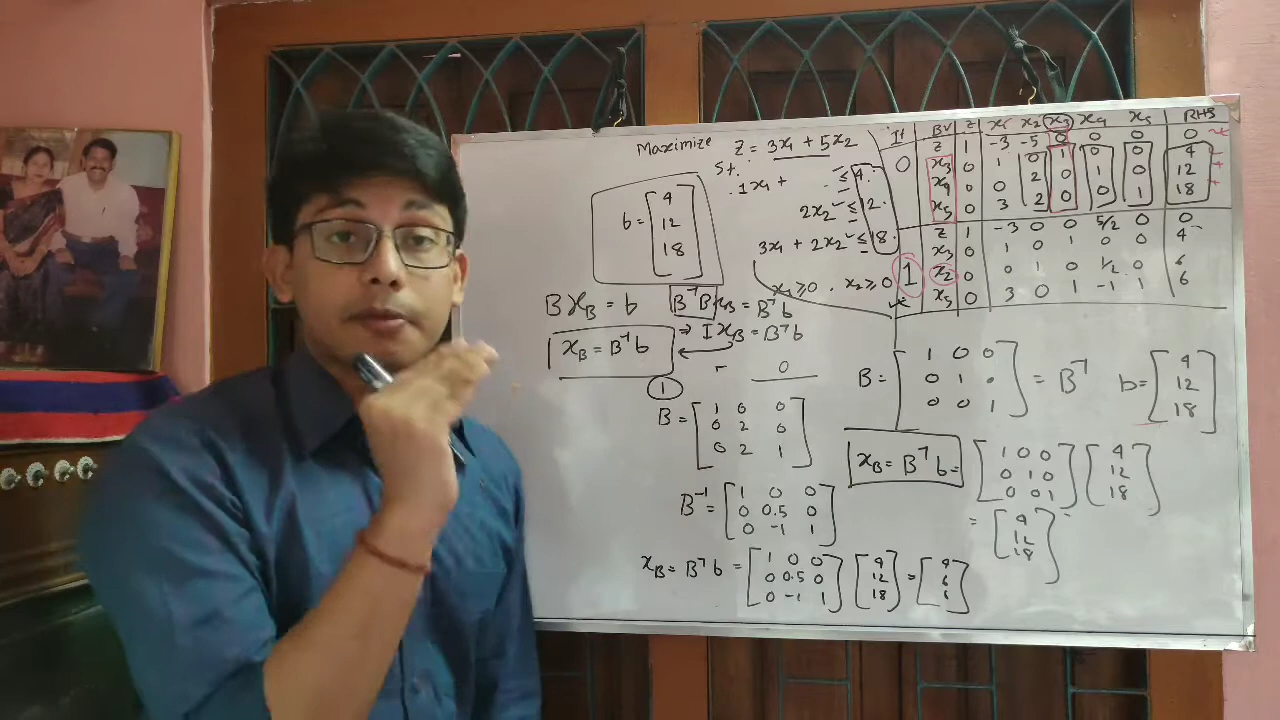 Maximize Z = 3x₁ + 5x₂
St.
1x₁ + ≤ 4
2x₂ ≤ 12
3x₁ + 2x₂ ≤ 18
x₁ ≥ 0 . x₂ ≥ 0
b = [4
12
18]
B x_B = b
B⁻¹B x_B = B⁻¹b
⇒ I x_B = B⁻¹b
x_B = B⁻¹b
0
1
B = [1 0 0
0 2 0
0 2 1]
B⁻¹ = [1 0 0
0 0.5 0
0 -1 1]
x_B = B⁻¹b = [1 0 0
0 0.5 0
0 -1 1] [4
12
18] = [4
6
6]
It BV Z x₁ x₂ x₃ x₄ x₅ RHS
0 Z 1 -3 -5 0 0 0 0
x₃ 0 1 0 1 0 0 4
x₄ 0 0 2 0 1 0 12
x₅ 0 3 2 0 0 1 18
1 Z 1 -3 0 0 5/2 0 0
x₃ 0 1 0 1 0 0 4
x₂ 0 0 1 0 1/2 0 6
x₅ 0 3 0 1 -1 1 6
B = [1 0 0
0 1 .
0 0 1] = B⁻¹ b = [4
12
18]
x_B = B⁻¹b = [1 0 0
0 1 0
0 0 1] [4
12
18]
= [4
12
18]